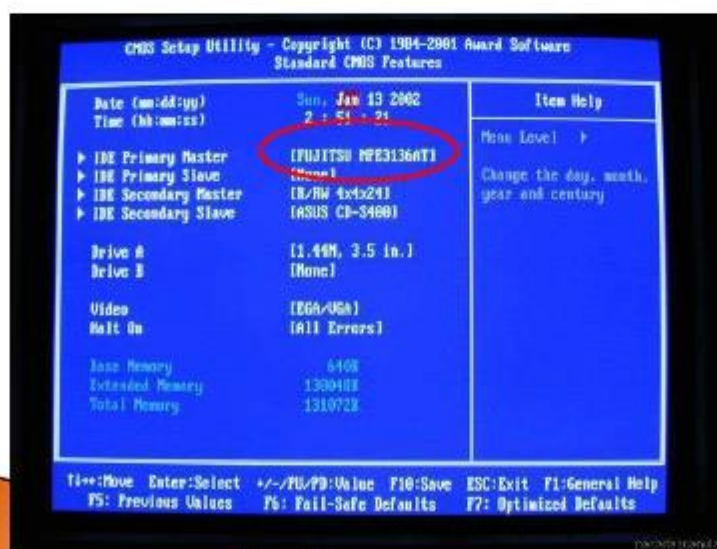 CMOS Setup Utility - Copyright (C) 1984-2001 Award Software
Standard CMOS Features
Date (mm:dd:yy) Sun, Jan 13 2002
Time (hh:mm:ss) 2 : 51 : 21
IDE Primary Master [FUJITSU MPE3136AT]
IDE Primary Slave [None]
IDE Secondary Master [R/RW 4x4x24]
IDE Secondary Slave [ASUS CD-S400]
Drive A [1.44M, 3.5 in.]
Drive B [None]
Video [EGA/VGA]
Halt On [All Errors]
Base Memory 640K
Extended Memory 130048K
Total Memory 131072K
Item Help
Menu Level
Change the day, month,
year and century
↑↓→←:Move Enter:Select +/-/PU/PD:Value F10:Save ESC:Exit F1:General Help
F5: Previous Values F6: Fail-Safe Defaults F7: Optimized Defaults